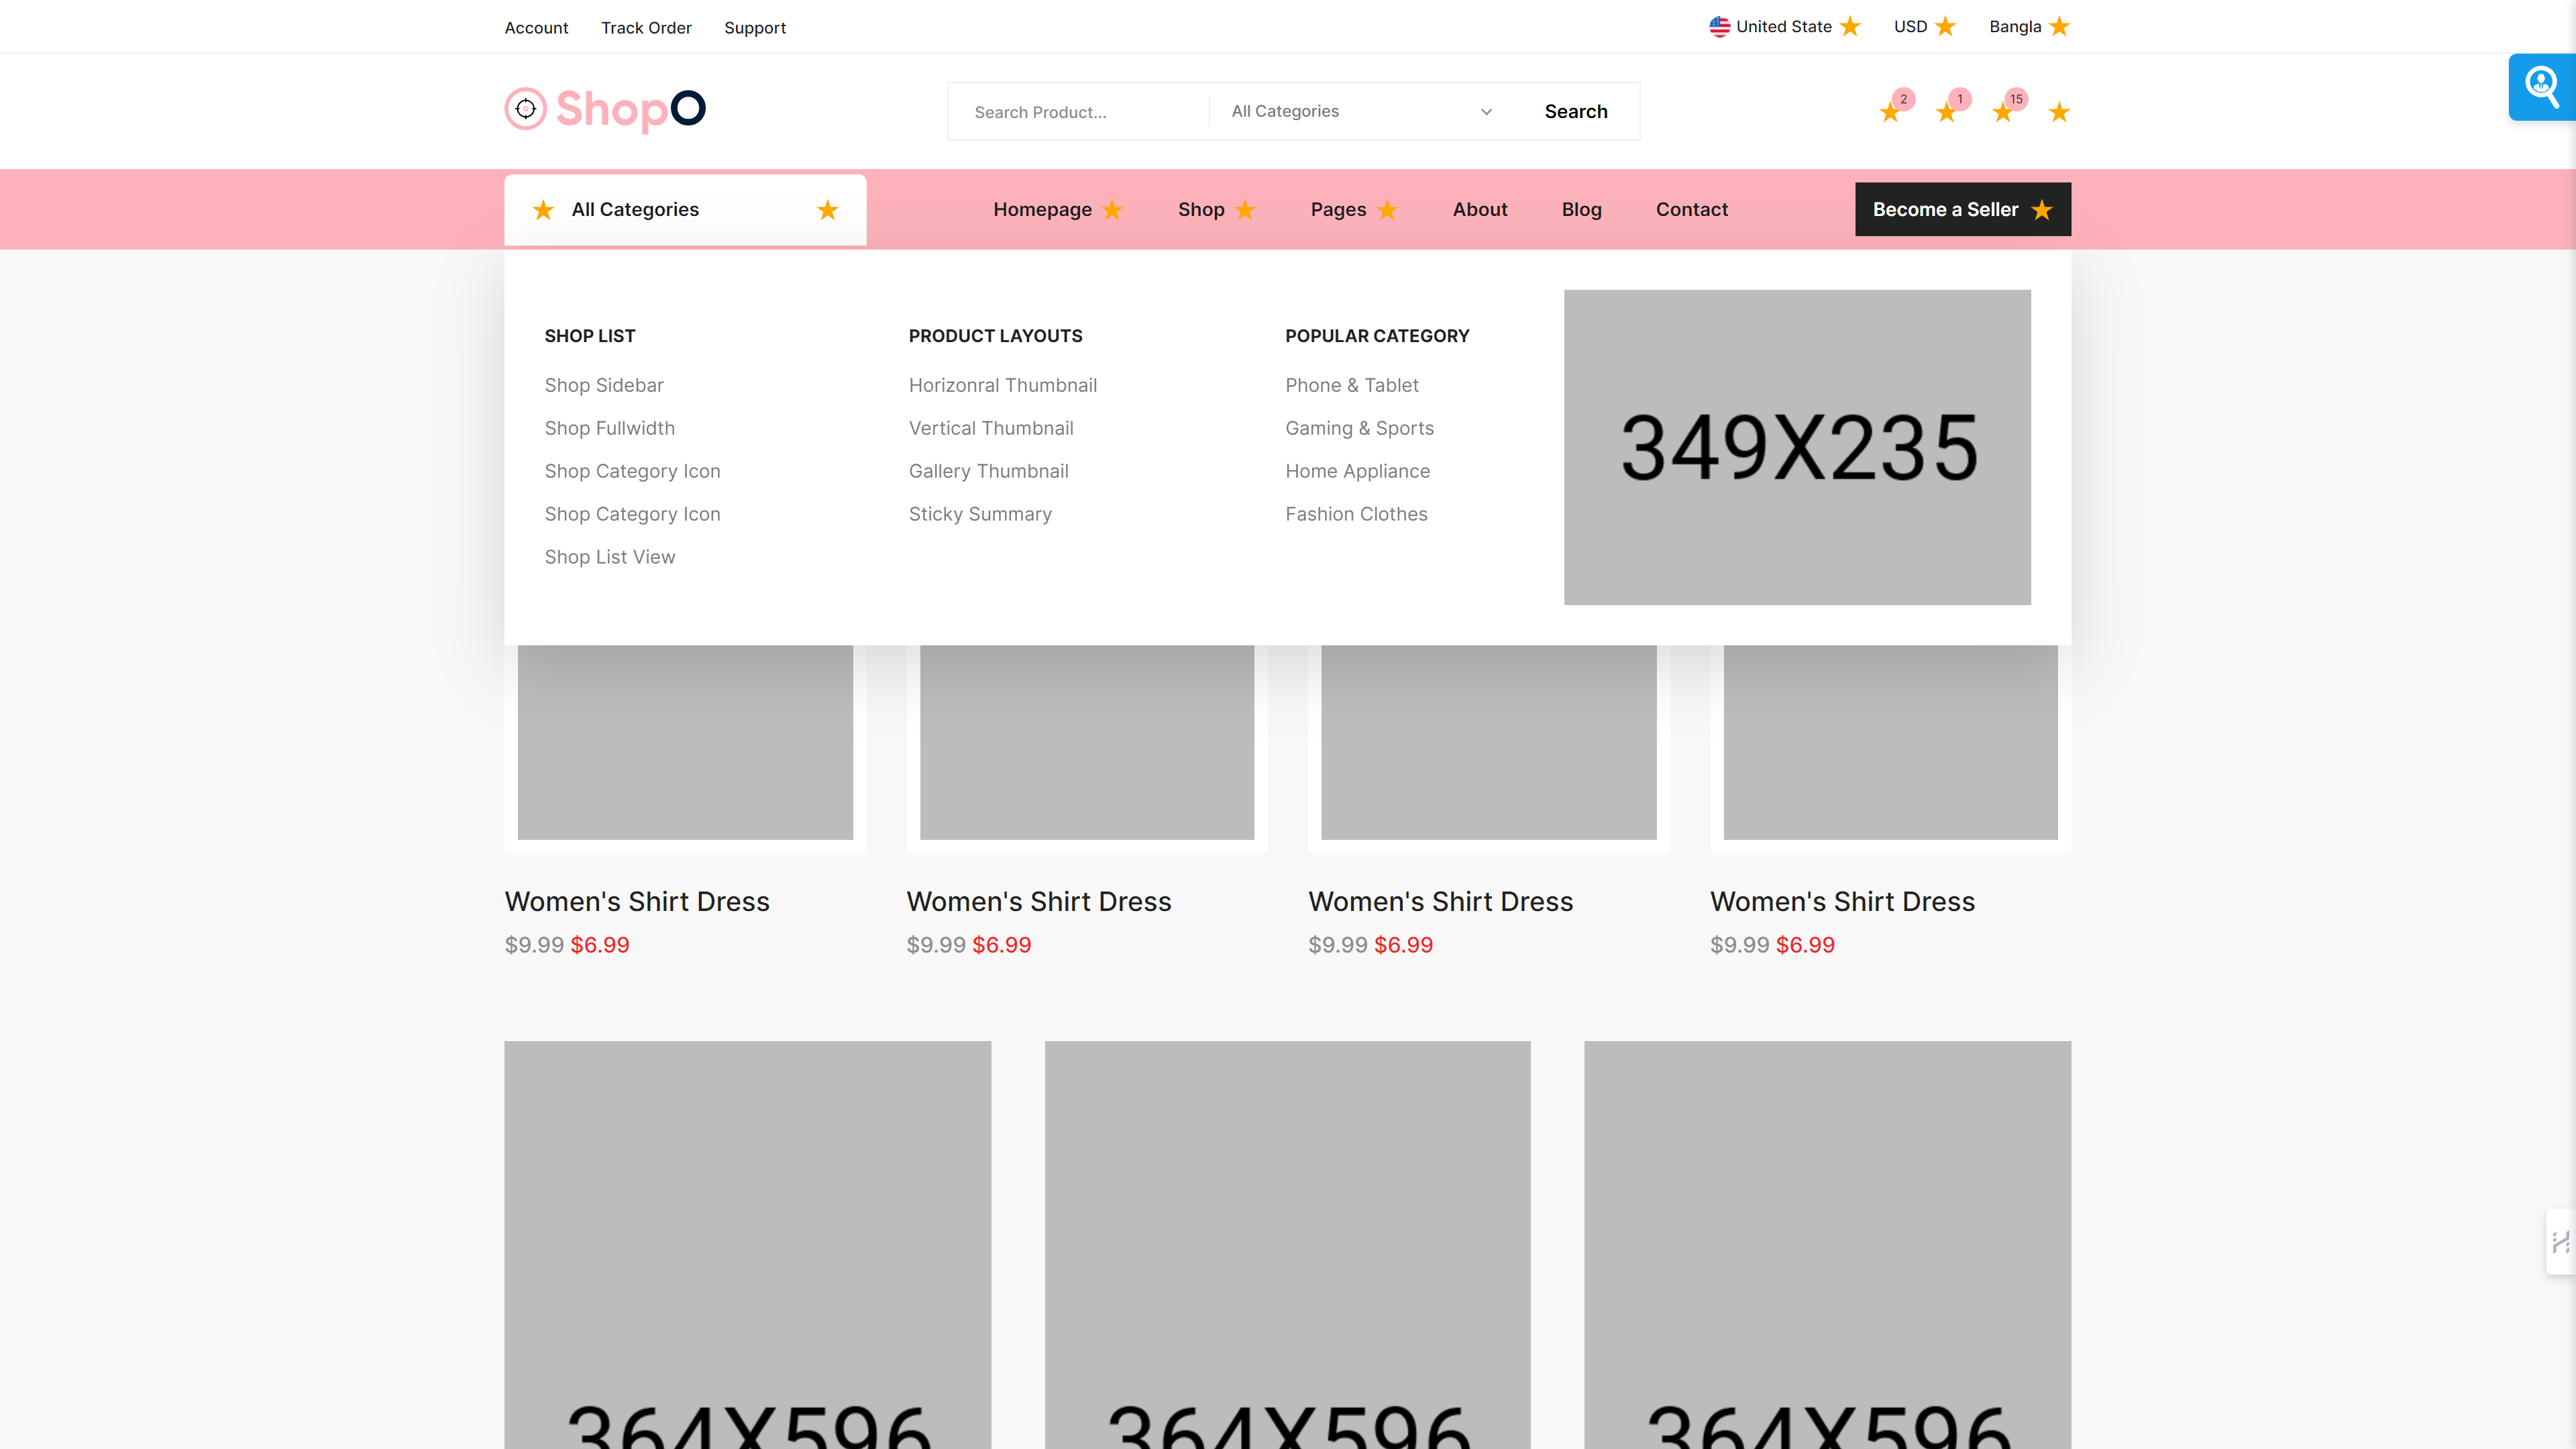 Account Track Order Support United State USD Bangla
ShopO Search Product... All Categories Search 2 1 15
All Categories Homepage Shop Pages About Blog Contact Become a Seller
SHOP LIST
Shop Sidebar
Shop Fullwidth
Shop Category Icon
Shop Category Icon
Shop List View
PRODUCT LAYOUTS
Horizonral Thumbnail
Vertical Thumbnail
Gallery Thumbnail
Sticky Summary
POPULAR CATEGORY
Phone & Tablet
Gaming & Sports
Home Appliance
Fashion Clothes
349X235
Women's Shirt Dress
$9.99 $6.99
Women's Shirt Dress
$9.99 $6.99
Women's Shirt Dress
$9.99 $6.99
Women's Shirt Dress
$9.99 $6.99
364X596 364X596 364X596